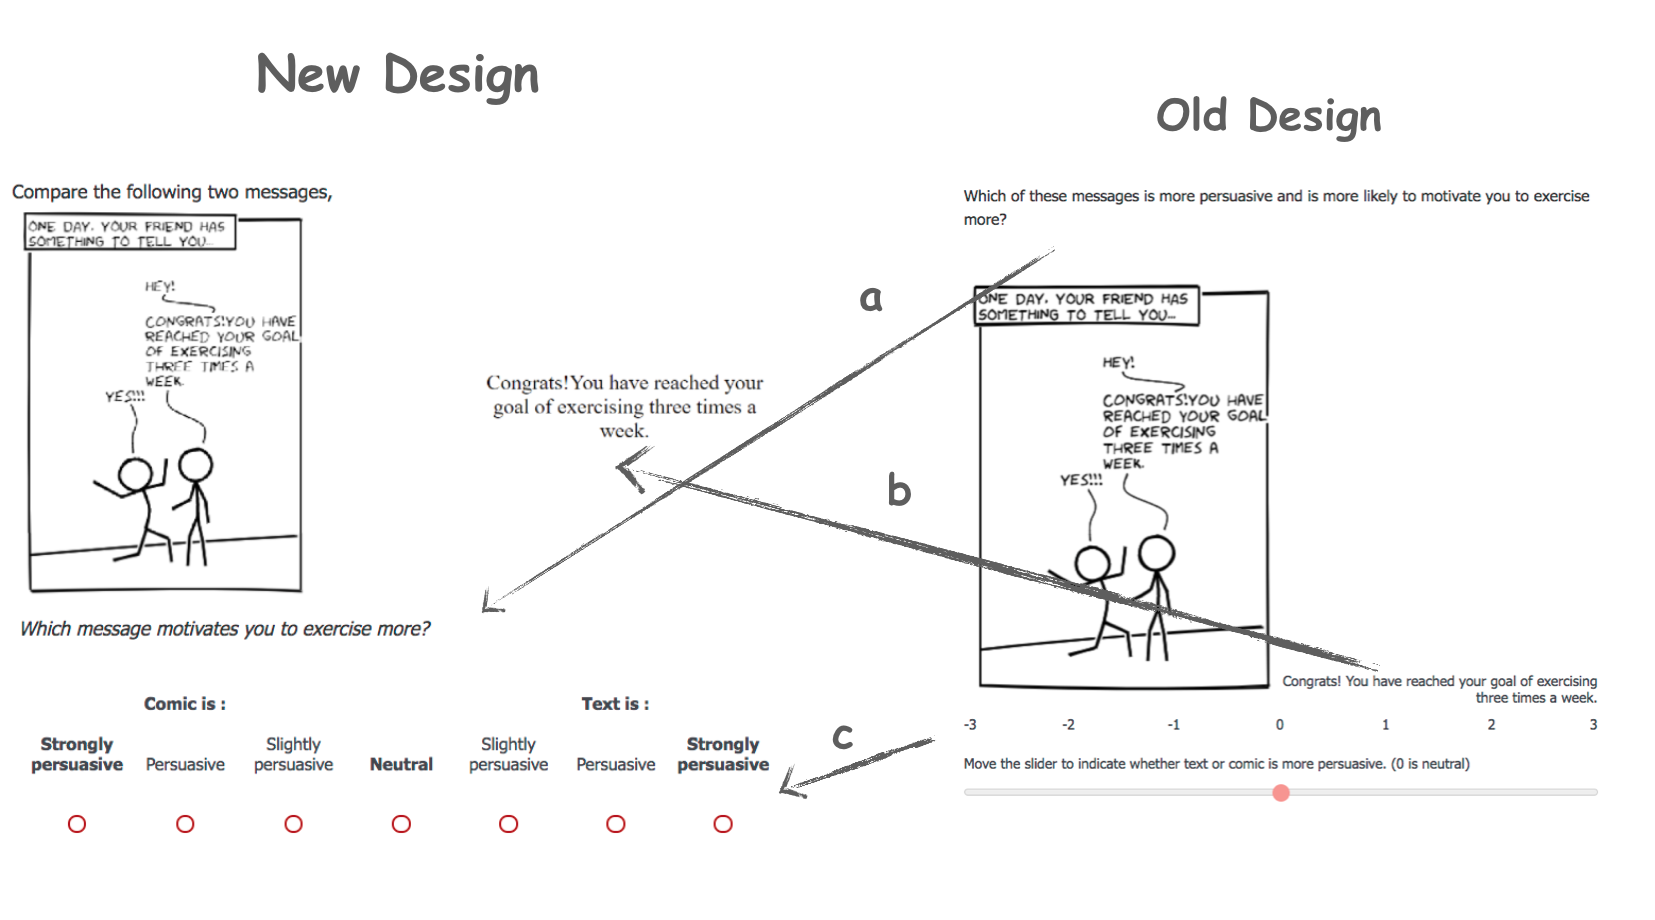 New Design
Compare the following two messages,
ONE DAY. YOUR FRIEND HAS
SOMETHING TO TELL YOU...
HEY!
CONGRATS!YOU HAVE
REACHED YOUR GOAL
OF EXERCISING
THREE TIMES A
WEEK.
YES!!!
Congrats!You have reached your
goal of exercising three times a
week.
Which message motivates you to exercise more?
Comic is :
Text is :
Strongly
persuasive
Persuasive
Slightly
persuasive
Neutral
Slightly
persuasive
Persuasive
Strongly
persuasive
a
b
c
Old Design
Which of these messages is more persuasive and is more likely to motivate you to exercise
more?
ONE DAY. YOUR FRIEND HAS
SOMETHING TO TELL YOU...
HEY!
CONGRATS!YOU HAVE
REACHED YOUR GOAL
OF EXERCISING
THREE TIMES A
WEEK.
YES!!!
Congrats! You have reached your goal of exercising
three times a week.
-3 -2 -1 0 1 2 3
Move the slider to indicate whether text or comic is more persuasive. (0 is neutral)